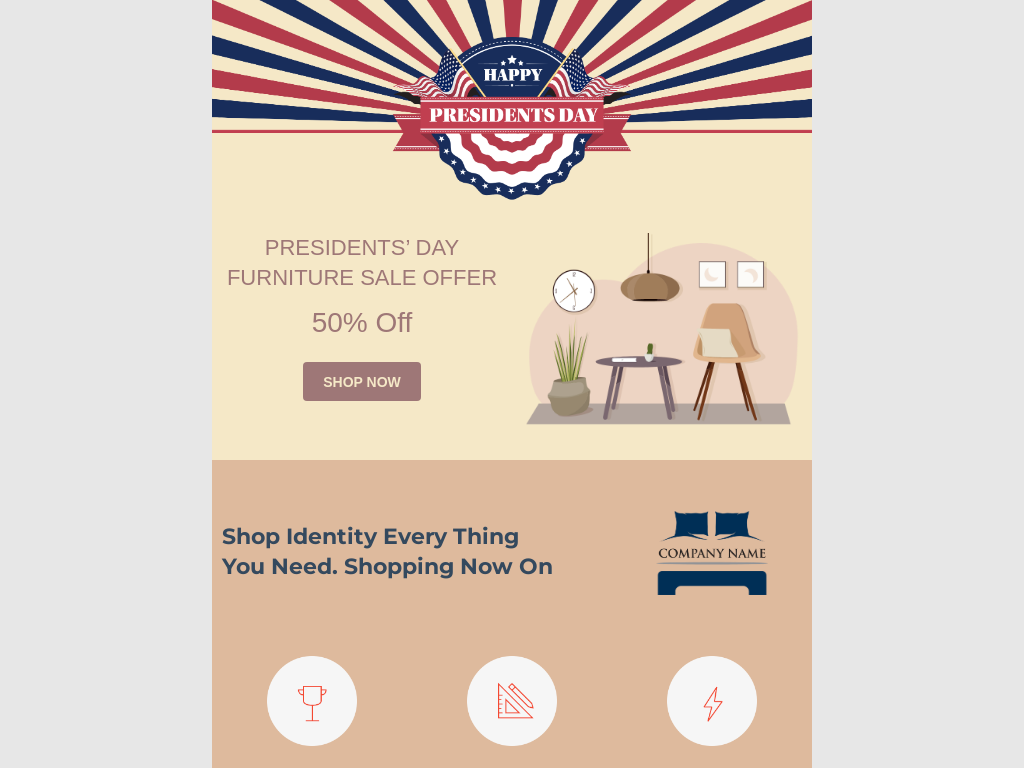 HAPPY
PRESIDENTS DAY
PRESIDENTS’ DAY
FURNITURE SALE OFFER
50% Off
SHOP NOW
Shop Identity Every Thing
You Need. Shopping Now On
COMPANY NAME